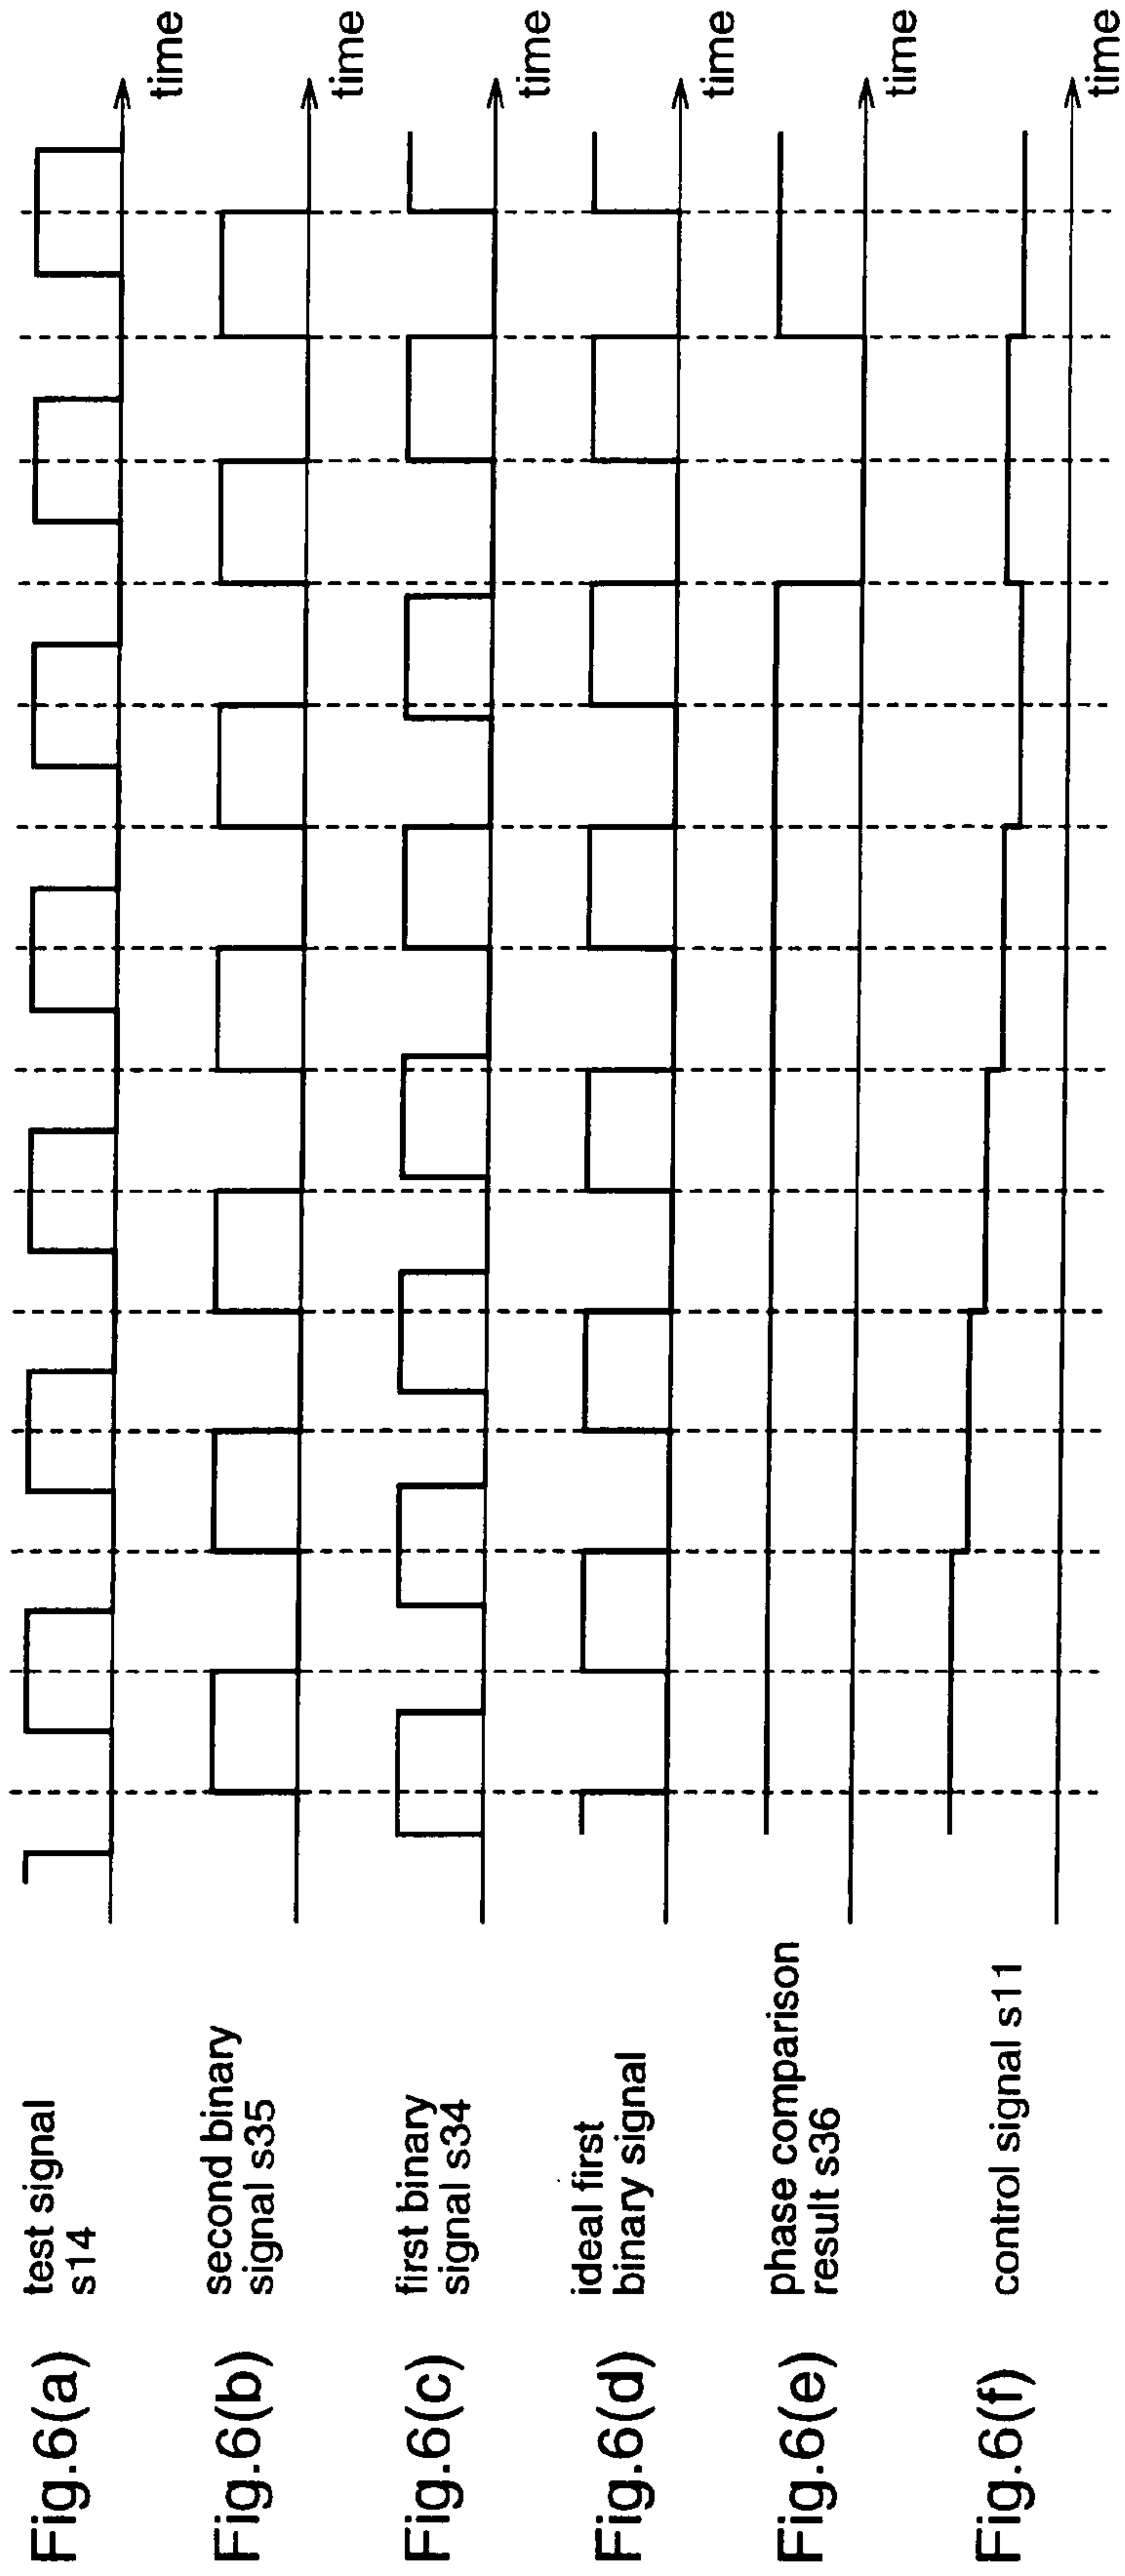 Fig.6(a)
test signal
s14
time
Fig.6(b)
second binary
signal s35
time
Fig.6(c)
first binary
signal s34
time
Fig.6(d)
ideal first
binary signal
time
Fig.6(e)
phase comparison
result s36
time
Fig.6(f)
control signal s11
time